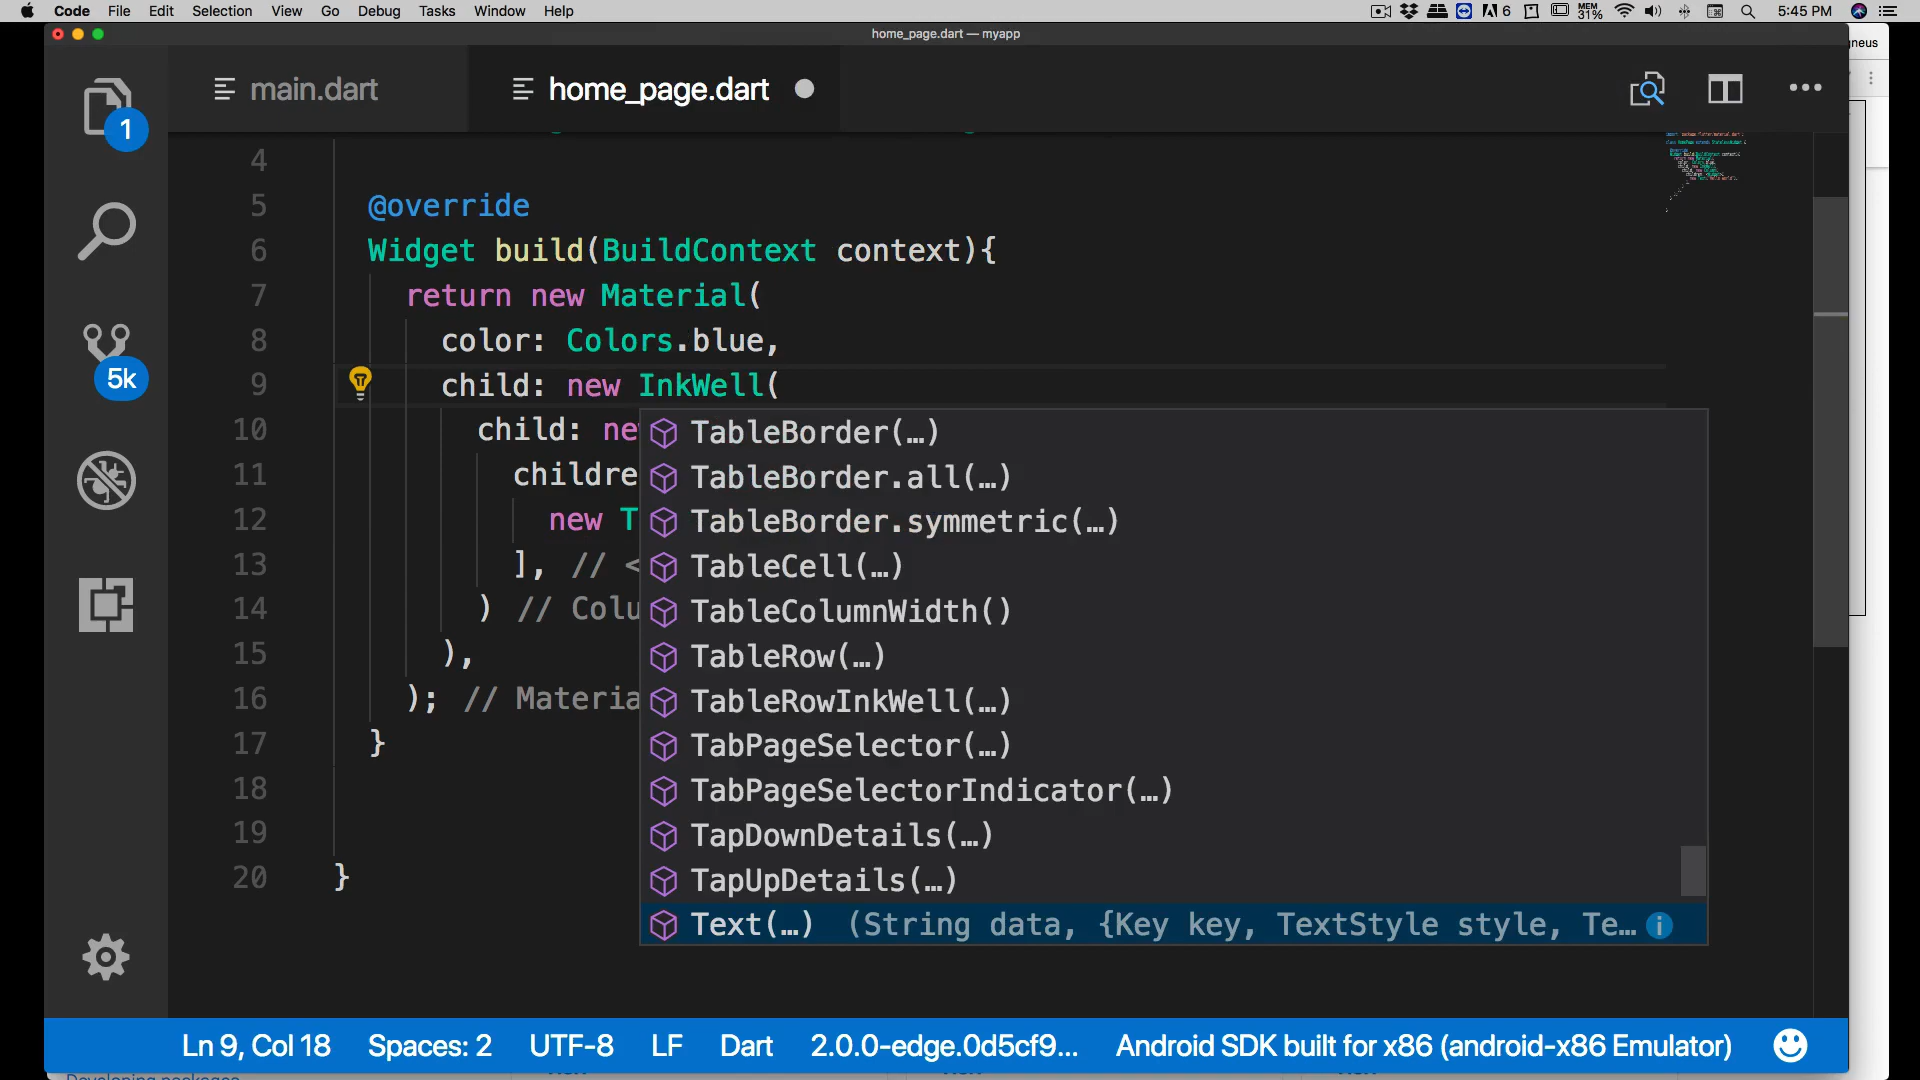 Code File Edit Selection View Go Debug Tasks Window Help
6 MEM 31% 5:45 PM
home_page.dart — myapp
gneus
main.dart
home_page.dart
1
5k
4
5 @override
6 Widget build(BuildContext context){
7 return new Material(
8 color: Colors.blue,
9 child: new InkWell(
10 child: ne
11 childre
12 new T
13 ], // <
14 ) // Colu
15 ),
16 ); // Materia
17 }
18
19
20 }
TableBorder(…)
TableBorder.all(…)
TableBorder.symmetric(…)
TableCell(…)
TableColumnWidth()
TableRow(…)
TableRowInkWell(…)
TabPageSelector(…)
TabPageSelectorIndicator(…)
TapDownDetails(…)
TapUpDetails(…)
Text(…) (String data, {Key key, TextStyle style, Te…
Ln 9, Col 18 Spaces: 2 UTF-8 LF Dart 2.0.0-edge.0d5cf9... Android SDK built for x86 (android-x86 Emulator)